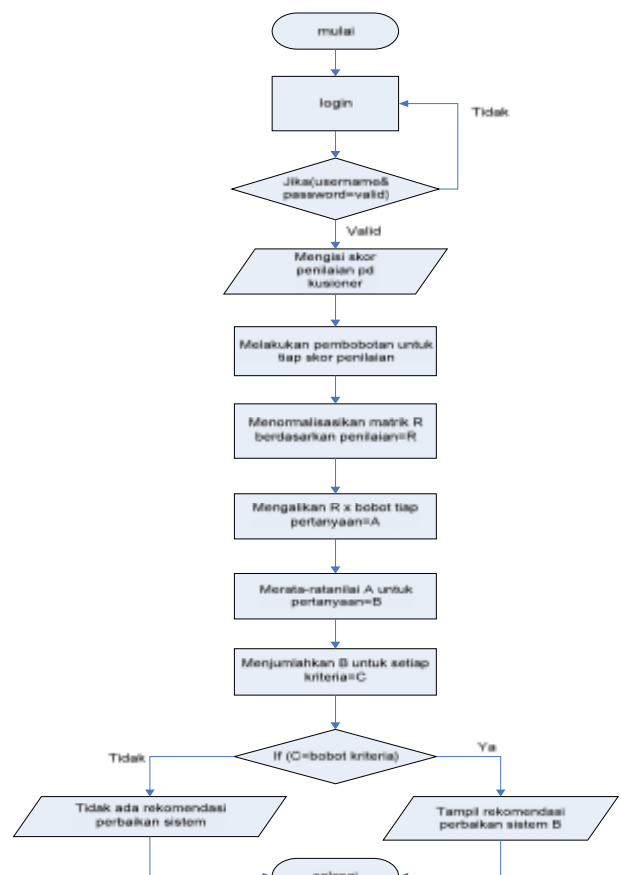 mulai
login
Tidak
Jika(username&
password=valid)
Valid
Mengisi skor
penilaian pd
kusioner
Melakukan pembobotan untuk
tiap skor penilaian
Menormalisasikan matrik R
berdasarkan penilaian=R
Mengalikan R x bobot tiap
pertanyaan=A
Merata-ratanilai A untuk
pertanyaan=B
Menjumlahkan B untuk setiap
kriteria=C
If (C=bobot kriteria)
Tidak
Ya
Tidak ada rekomendasi
perbaikan sistem
Tampil rekomendasi
perbaikan sistem B